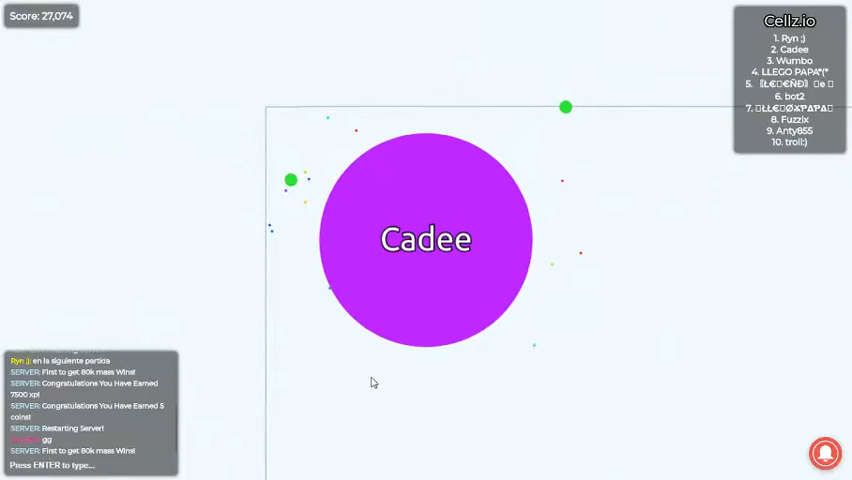 Score: 27,074
Cellz.io
1. Ryn ;)
2. Cadee
3. Wumbo
4. LLEGO PAPA*(*
6. bot2
8. Fuzzix
9. Anty855
10. troll:)
Cadee
Ryn ;): en la siguiente partida
SERVER: First to get 80k mass Wins!
SERVER: Congratulations You Have Earned
7500 xp!
SERVER: Congratulations You Have Earned 5
coins!
SERVER: Restarting Server!
gg
SERVER: First to get 80k mass Wins!
Press ENTER to type...